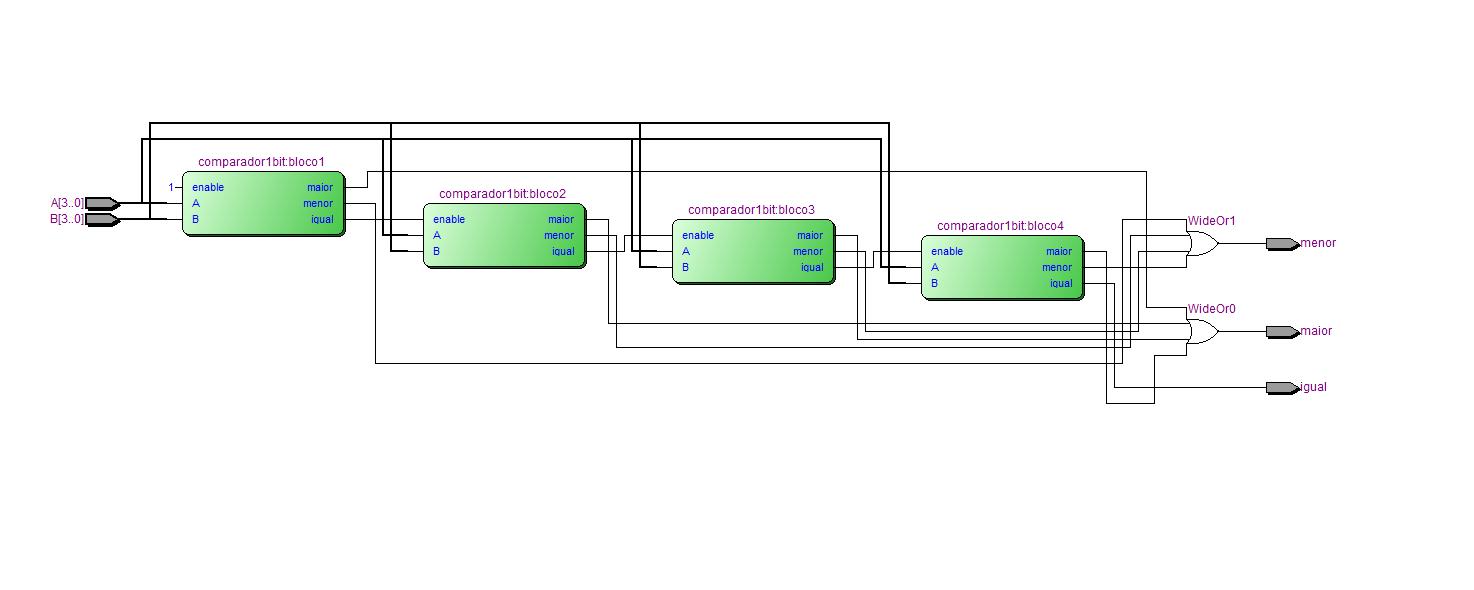 comparador1bit:bloco1
1 enable maior
A menor
B igual
A[3..0]
B[3..0]
comparador1bit:bloco2
enable maior
A menor
B igual
comparador1bit:bloco3
enable maior
A menor
B igual
comparador1bit:bloco4
enable maior
A menor
B igual
WideOr1
menor
WideOr0
maior
igual